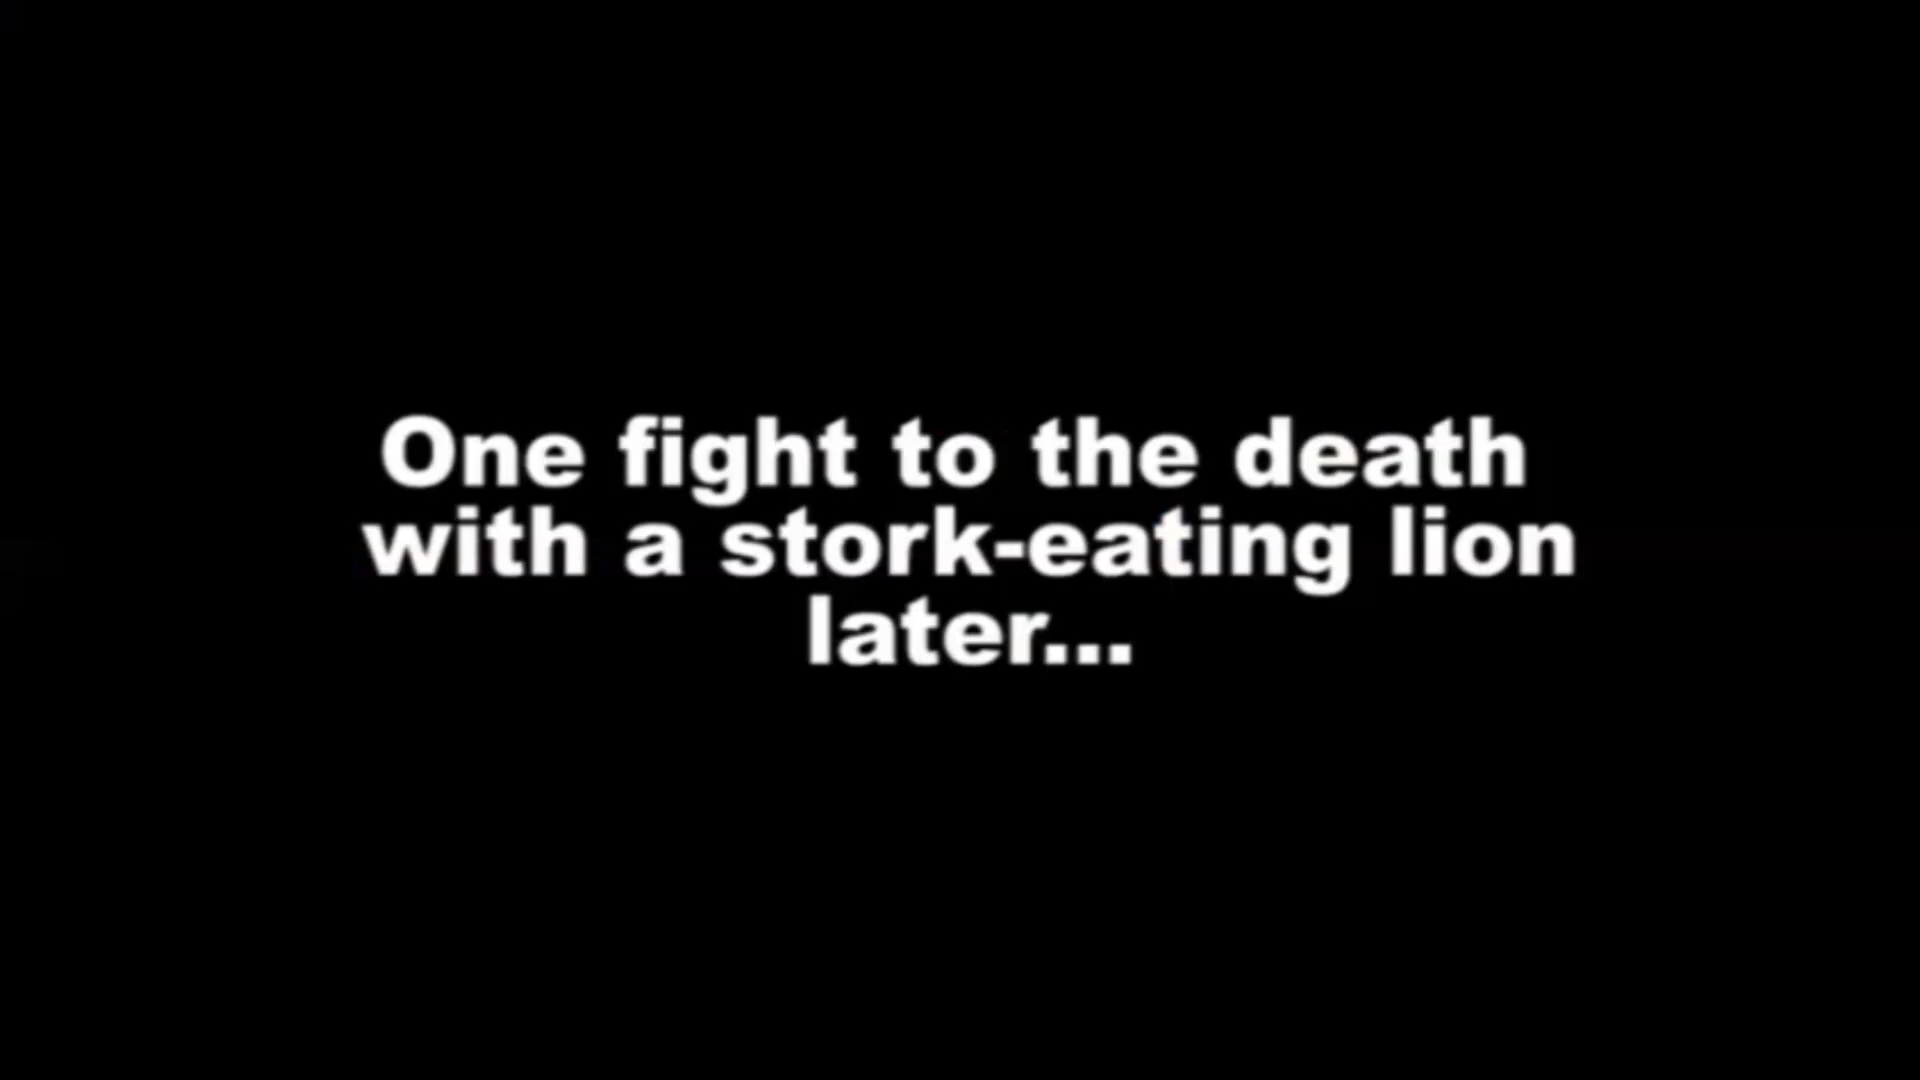 One fight to the death
with a stork-eating lion
later...